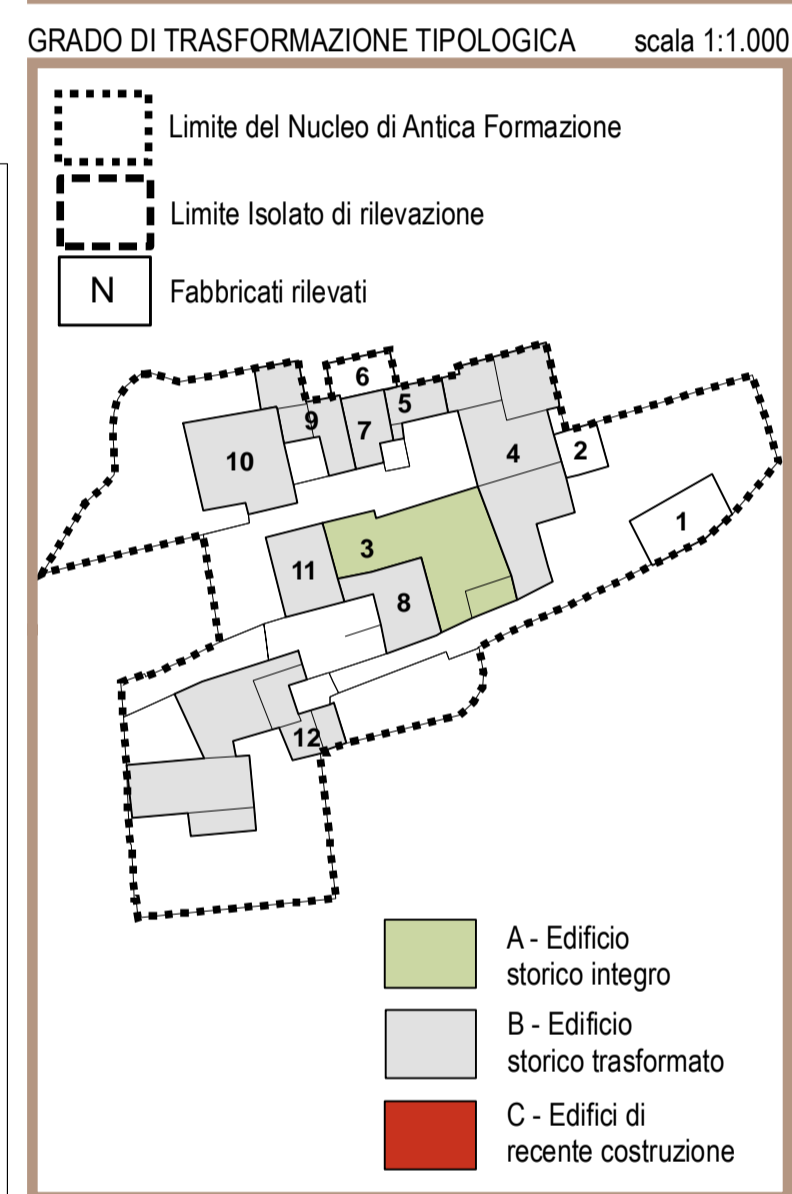 GRADO DI TRASFORMAZIONE TIPOLOGICA scala 1:1.000
Limite del Nucleo di Antica Formazione
Limite Isolato di rilevazione
N Fabbricati rilevati
6
5
9
7
4
2
10
1
3
11
8
12
A - Edificio
storico integro
B - Edificio
storico trasformato
C - Edifici di
recente costruzione